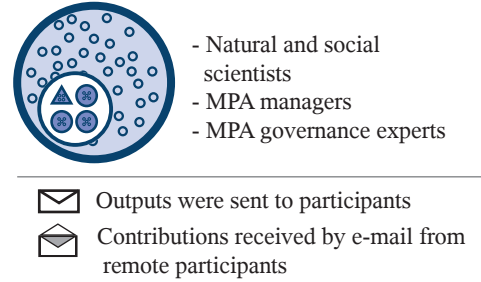 - Natural and social
scientists
- MPA managers
- MPA governance experts
Outputs were sent to participants
Contributions received by e-mail from
remote participants